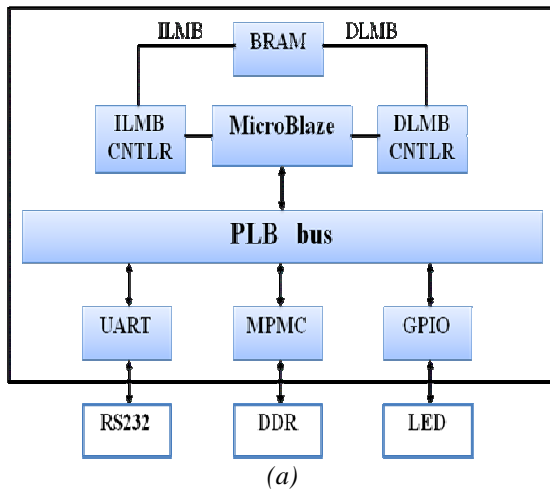 ILMB BRAM DLMB
ILMB CNTLR
MicroBlaze
DLMB CNTLR
PLB bus
UART MPMC GPIO
RS232 DDR LED
(a)